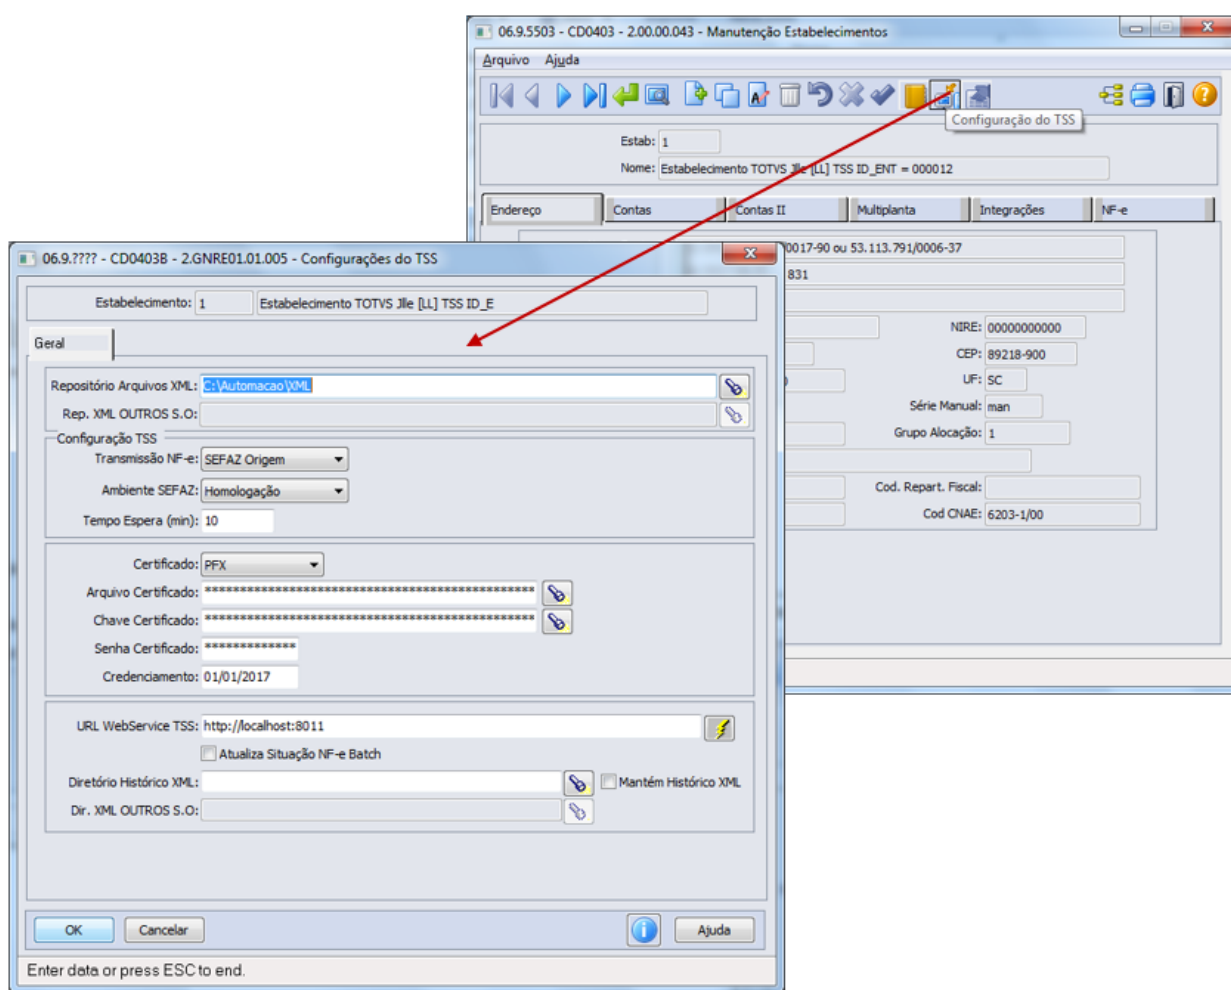 06.9.5503 - CD0403 - 2.00.00.043 - Manutenção Estabelecimentos
Arquivo Ajuda
Configuração do TSS
Estab: 1
Nome: Estabelecimento TOTVS Jlle [LL] TSS ID_ENT = 000012
Endereço Contas Contas II Multiplanta Integrações NF-e
/0017-90 ou 53.113.791/0006-37
831
NIRE: 00000000000
CEP: 89218-900
UF: SC
Série Manual: man
Grupo Alocação: 1
Cod. Repart. Fiscal:
Cod CNAE: 6203-1/00
06.9.???? - CD0403B - 2.GNRE01.01.005 - Configurações do TSS
Estabelecimento: 1 Estabelecimento TOTVS Jlle [LL] TSS ID_E
Geral
Repositório Arquivos XML: C:\Automacao\XML
Rep. XML OUTROS S.O:
Configuração TSS
Transmissão NF-e: SEFAZ Origem
Ambiente SEFAZ: Homologação
Tempo Espera (min): 10
Certificado: PFX
Arquivo Certificado: ************************************************
Chave Certificado: ************************************************
Senha Certificado: *************
Credenciamento: 01/01/2017
URL WebService TSS: http://localhost:8011
Atualiza Situação NF-e Batch
Diretório Histórico XML: Mantém Histórico XML
Dir. XML OUTROS S.O:
OK Cancelar Ajuda
Enter data or press ESC to end.